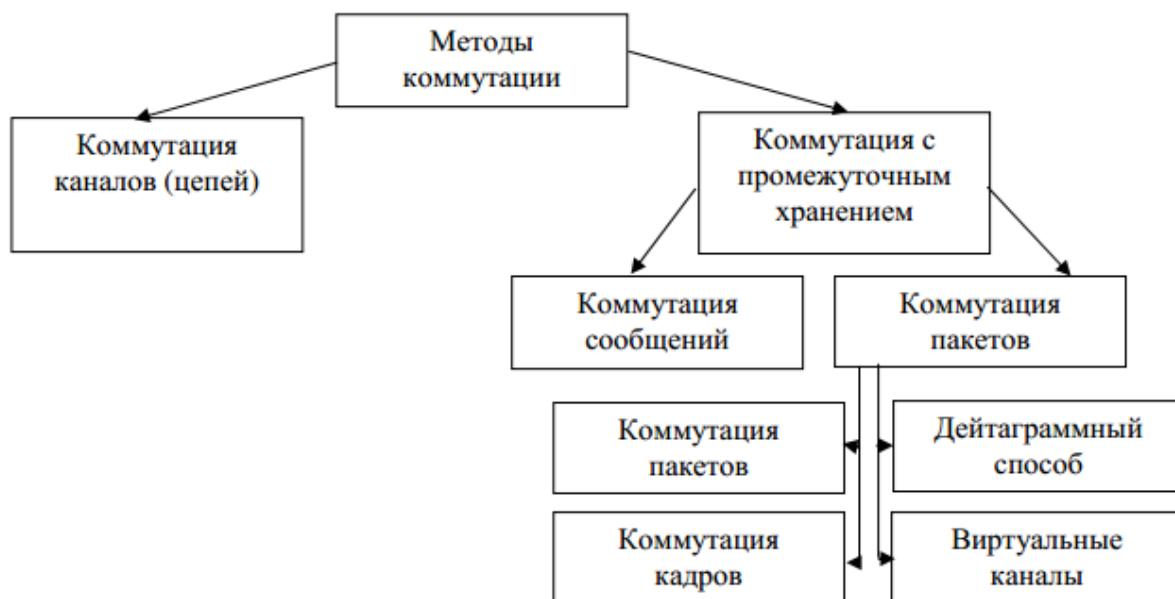 Методы
коммутации
Коммутация
каналов (цепей)
Коммутация с
промежуточным
хранением
Коммутация
сообщений
Коммутация
пакетов
Коммутация
пакетов
Дейтаграммный
способ
Коммутация
кадров
Виртуальные
каналы